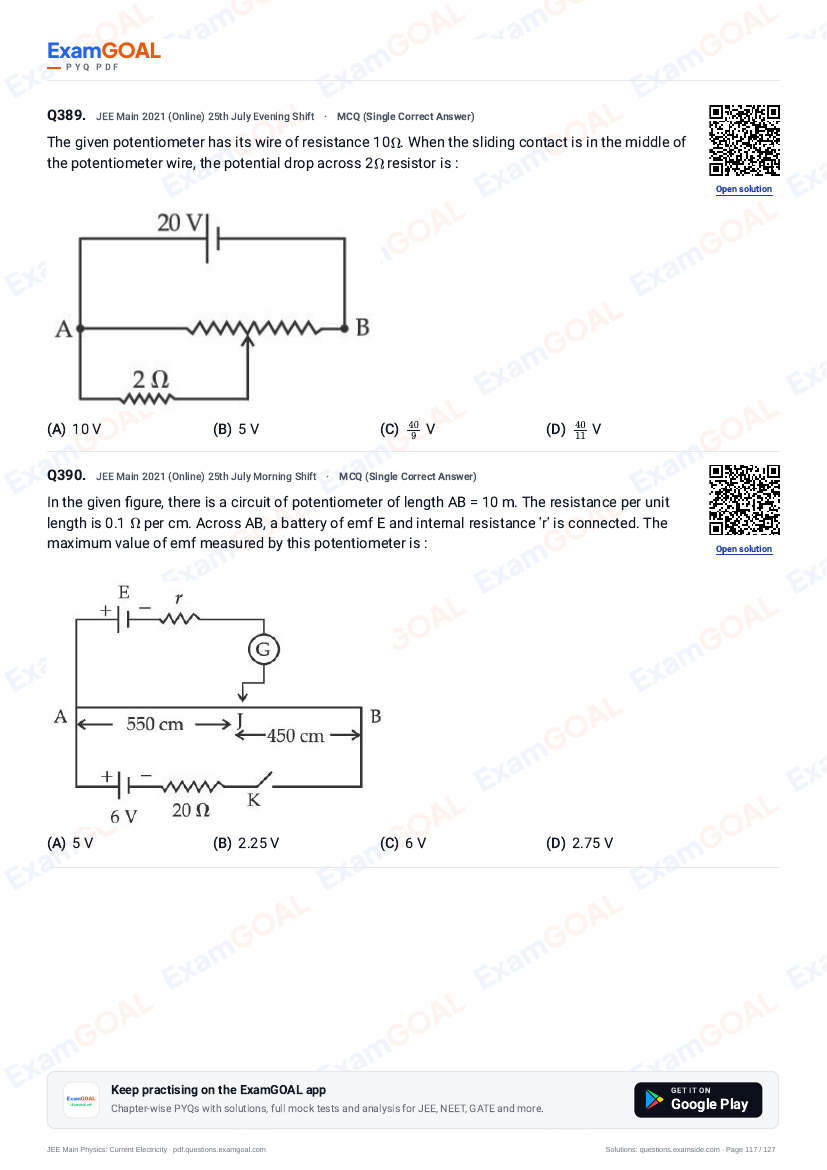 ExamGOAL
PYQ PDF
Q389. JEE Main 2021 (Online) 25th July Evening Shift · MCQ (Single Correct Answer)
The given potentiometer has its wire of resistance 10Ω. When the sliding contact is in the middle of
the potentiometer wire, the potential drop across 2Ω resistor is :
Open solution
20 V
A
B
2 Ω
(A) 10 V (B) 5 V (C) 40/9 V (D) 40/11 V
Q390. JEE Main 2021 (Online) 25th July Morning Shift · MCQ (Single Correct Answer)
In the given figure, there is a circuit of potentiometer of length AB = 10 m. The resistance per unit
length is 0.1 Ω per cm. Across AB, a battery of emf E and internal resistance 'r' is connected. The
maximum value of emf measured by this potentiometer is :
Open solution
E
+ − r
G
A
J
B
550 cm
450 cm
+ −
6 V
20 Ω
K
(A) 5 V (B) 2.25 V (C) 6 V (D) 2.75 V
Keep practising on the ExamGOAL app
Chapter-wise PYQs with solutions, full mock tests and analysis for JEE, NEET, GATE and more.
GET IT ON
Google Play
JEE Main Physics: Current Electricity · pdf.questions.examgoal.com
Solutions: questions.examside.com · Page 117 / 127